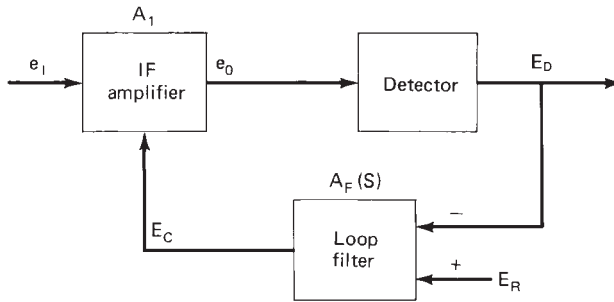 A1
e1
IF
amplifier
e0
Detector
ED
AF (S)
EC
Loop
filter
−
+
ER